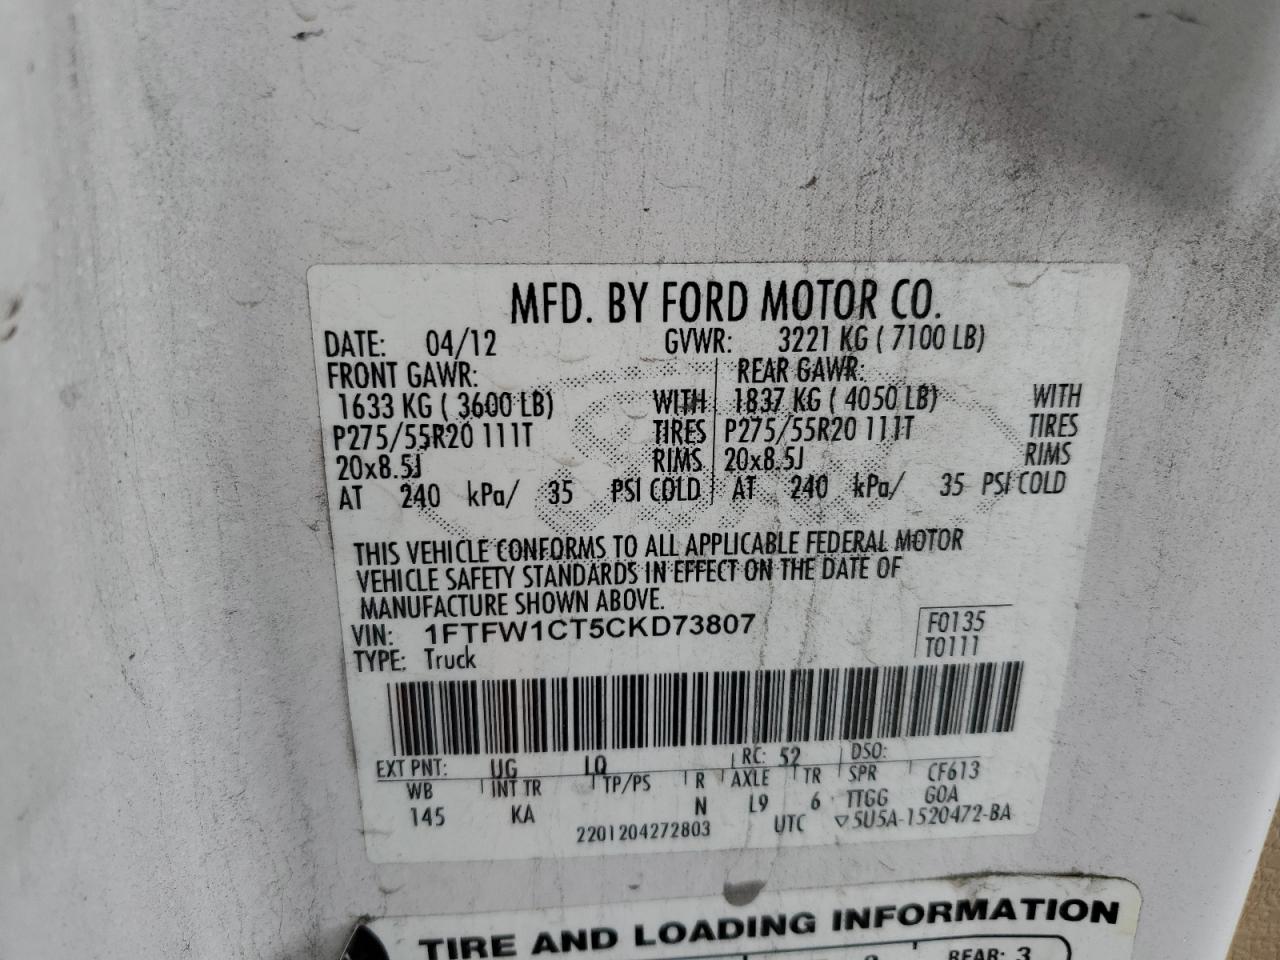 MFD. BY FORD MOTOR CO.
DATE: 04/12 GVWR: 3221 KG ( 7100 LB)
FRONT GAWR: REAR GAWR:
1633 KG ( 3600 LB) WITH 1837 KG ( 4050 LB) WITH
P275/55R20 111T TIRES P275/55R20 111T TIRES
20x8.5J RIMS 20x8.5J RIMS
AT 240 kPa/ 35 PSI COLD AT 240 kPa/ 35 PSI COLD
THIS VEHICLE CONFORMS TO ALL APPLICABLE FEDERAL MOTOR
VEHICLE SAFETY STANDARDS IN EFFECT ON THE DATE OF
MANUFACTURE SHOWN ABOVE.
VIN: 1FTFW1CT5CKD73807 F0135
TYPE: Truck T0111
EXT PNT: UG LQ RC: 52 DSO:
WB INT TR TP/PS R AXLE TR SPR CF613
145 KA N L9 6 TTGG GOA
2201204272803 UTC ▽5U5A-1520472-BA
TIRE AND LOADING INFORMATION
REAR: 3